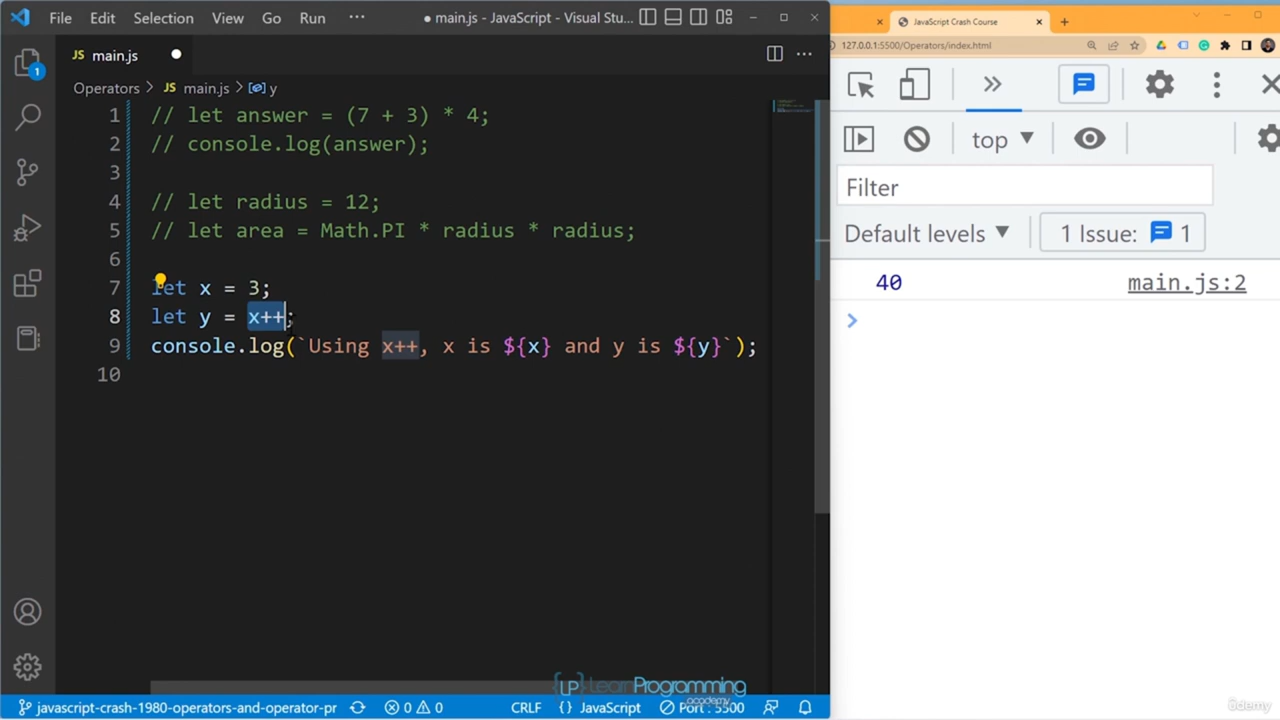 File Edit Selection View Go Run ··· ● main.js - JavaScript - Visual Stu...
JS main.js
Operators > JS main.js > y
1 // let answer = (7 + 3) * 4;
2 // console.log(answer);
3
4 // let radius = 12;
5 // let area = Math.PI * radius * radius;
6
7 let x = 3;
8 let y = x++;
9 console.log(`Using x++, x is ${x} and y is ${y}`);
10
1
{LP} LearnProgramming
academy
javascript-crash-1980-operators-and-operator-pr 0 0 CRLF {} JavaScript Port : 5500
JavaScript Crash Course
127.0.0.1:5500/Operators/index.html
top
Filter
Default levels 1 Issue: 1
40 main.js:2
>
ûdemy